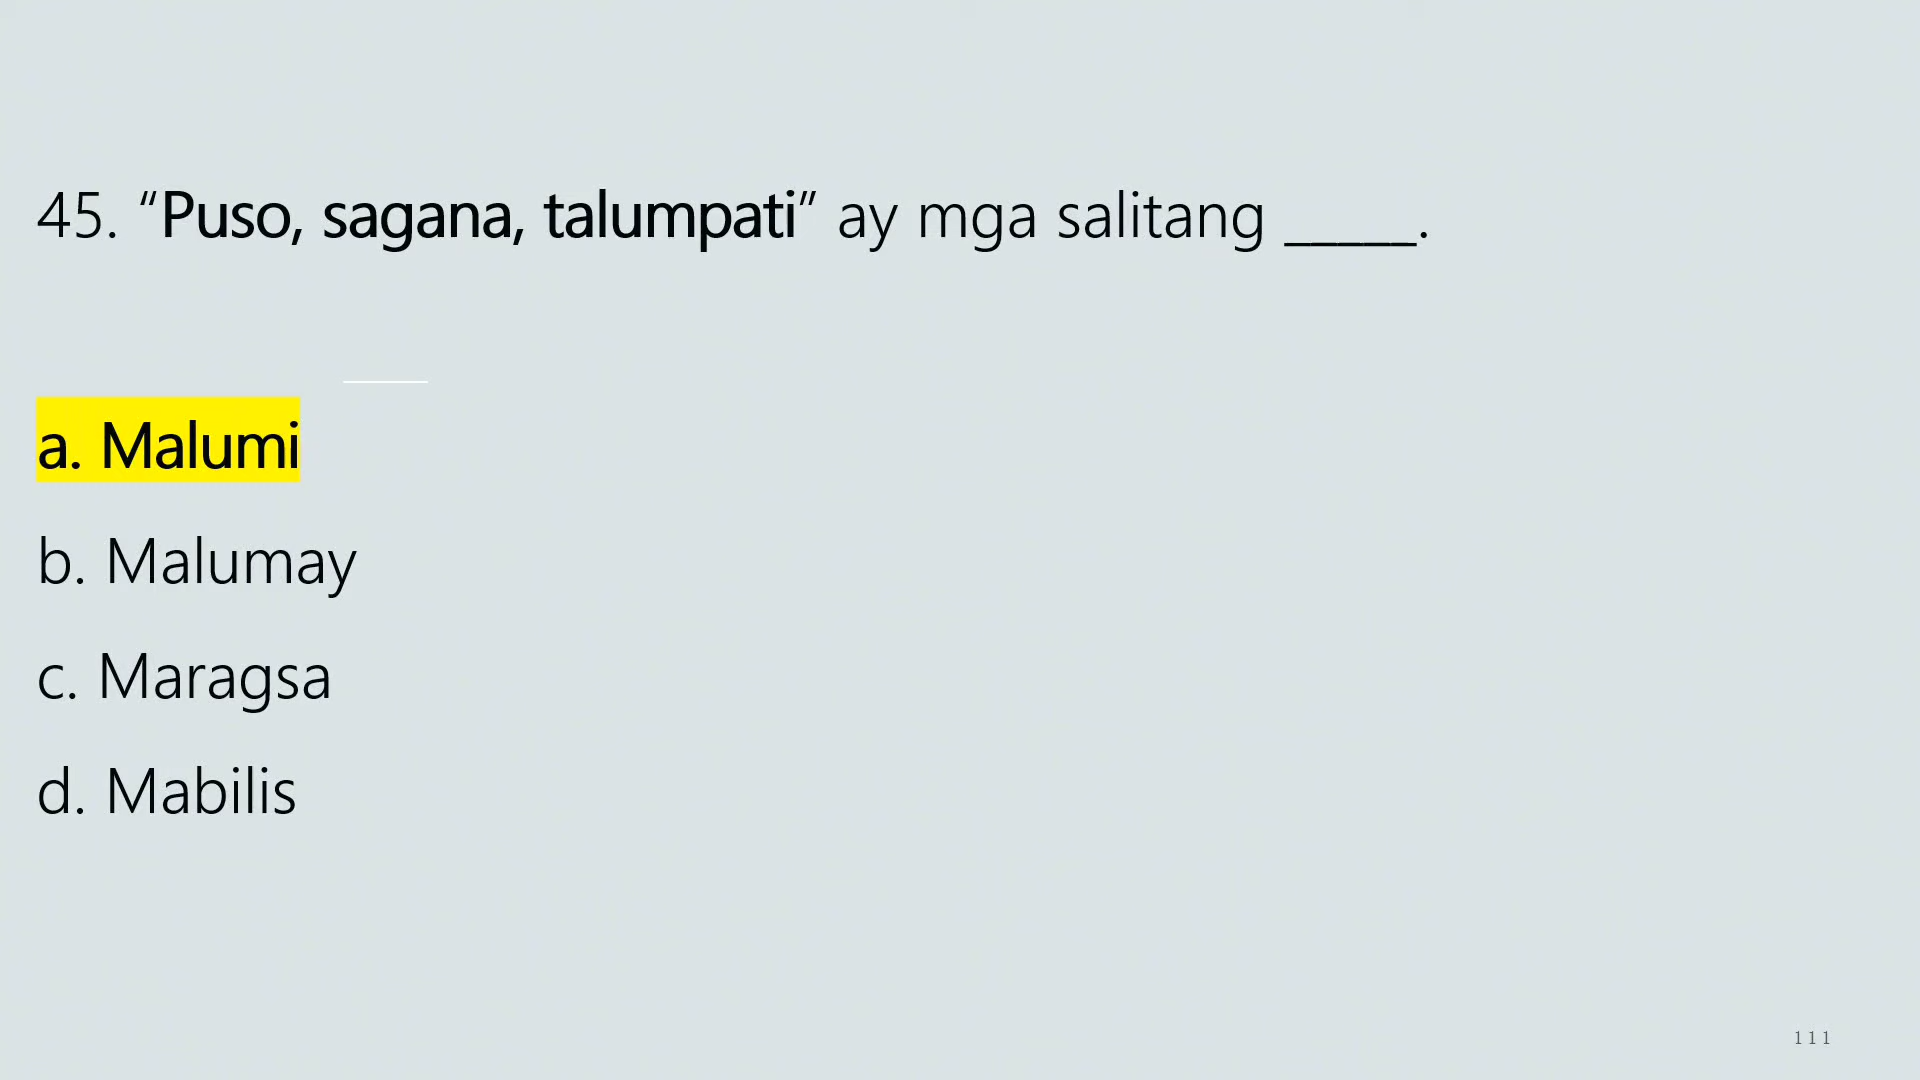 45. “Puso, sagana, talumpati” ay mga salitang _____.
a. Malumi
b. Malumay
c. Maragsa
d. Mabilis
111